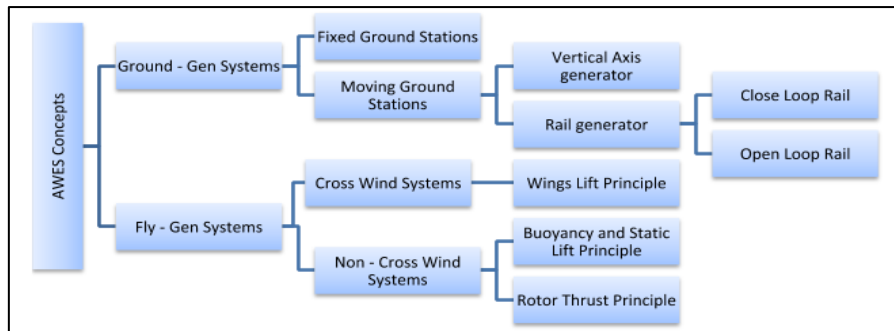 AWES Concepts
Ground - Gen Systems
Fixed Ground Stations
Moving Ground
Stations
Vertical Axis
generator
Rail generator
Close Loop Rail
Open Loop Rail
Fly - Gen Systems
Cross Wind Systems
Wings Lift Principle
Non - Cross Wind
Systems
Buoyancy and Static
Lift Principle
Rotor Thrust Principle